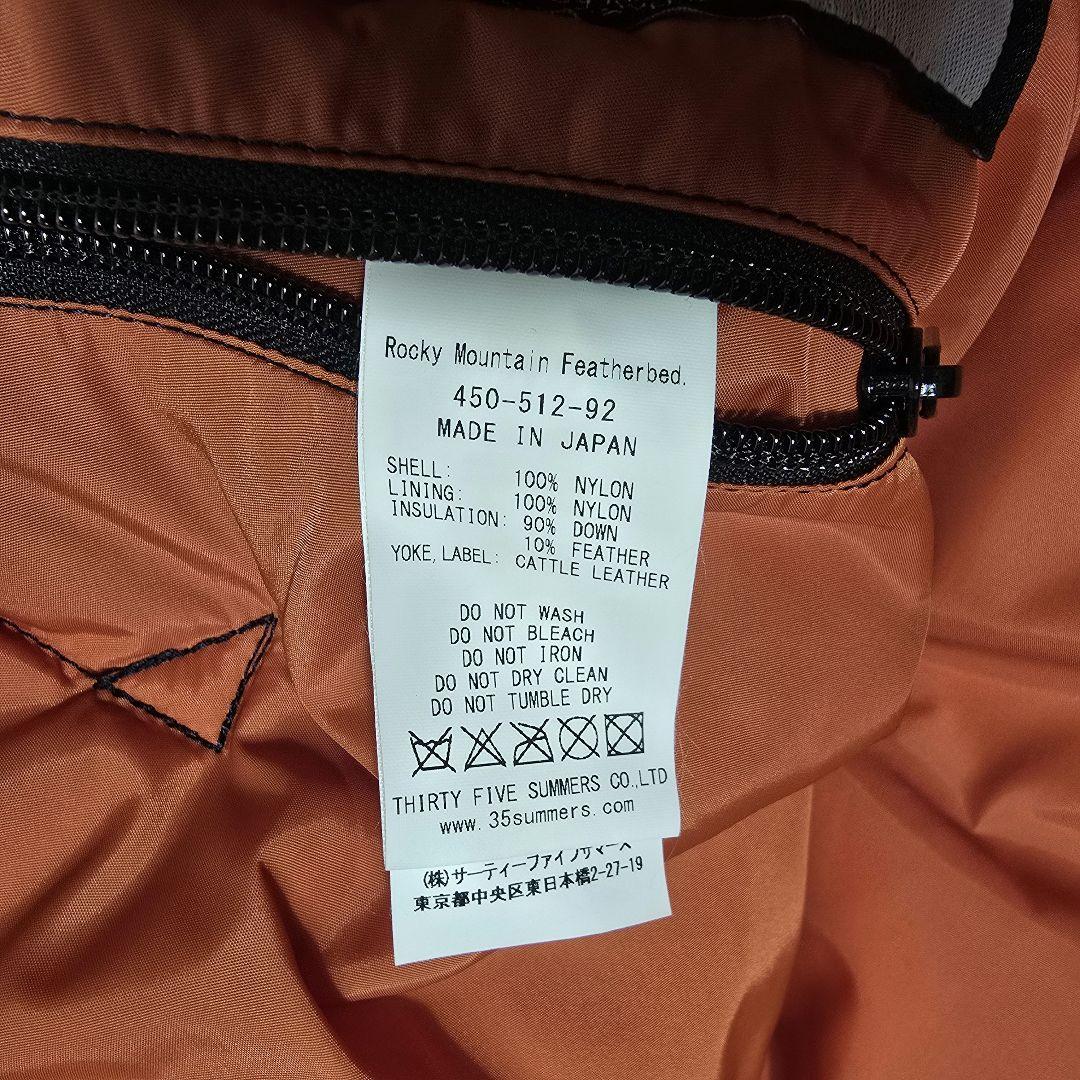 Rocky Mountain Featherbed.
450-512-92
MADE IN JAPAN
SHELL: 100% NYLON
LINING: 100% NYLON
INSULATION: 90% DOWN
10% FEATHER
YOKE, LABEL: CATTLE LEATHER
DO NOT WASH
DO NOT BLEACH
DO NOT IRON
DO NOT DRY CLEAN
DO NOT TUMBLE DRY
THIRTY FIVE SUMMERS CO.,LTD
www.35summers.com
(株)サーティーファイブサマーズ
東京都中央区東日本橋2-27-19